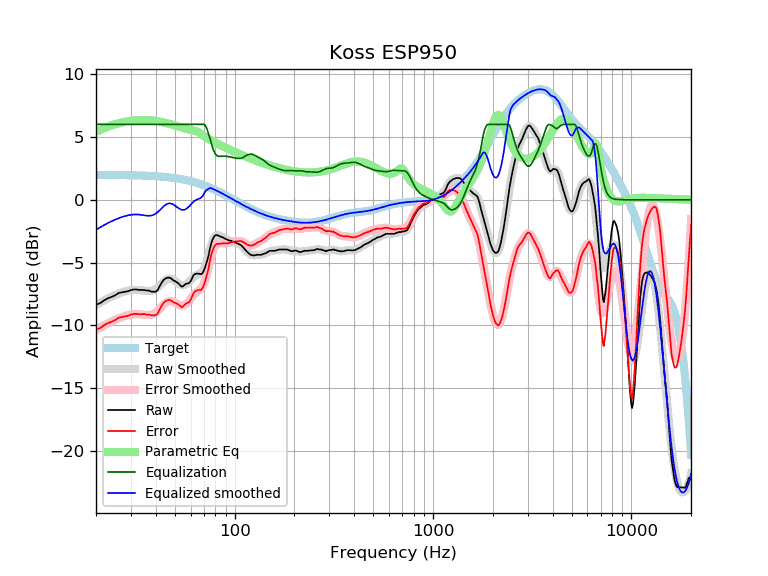 Koss ESP950
10
5
0
−5
−10
−15
−20
Amplitude (dBr)
Target
Raw Smoothed
Error Smoothed
Raw
Error
Parametric Eq
Equalization
Equalized smoothed
100
1000
10000
Frequency (Hz)